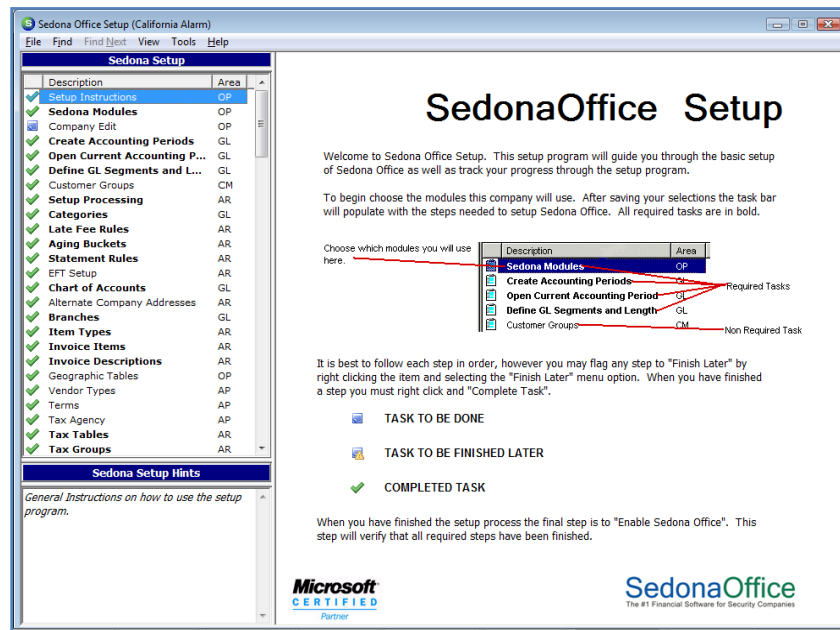 Sedona Office Setup (California Alarm)
File Find Find Next View Tools Help
Sedona Setup
Description Area
Setup Instructions OP
Sedona Modules OP
Company Edit OP
Create Accounting Periods GL
Open Current Accounting P... GL
Define GL Segments and L... GL
Customer Groups CM
Setup Processing AR
Categories GL
Late Fee Rules AR
Aging Buckets AR
Statement Rules AR
EFT Setup AR
Chart of Accounts GL
Alternate Company Addresses AR
Branches GL
Item Types AR
Invoice Items AR
Invoice Descriptions AR
Geographic Tables OP
Vendor Types AP
Terms AP
Tax Agency AP
Tax Tables AR
Tax Groups AR
Sedona Setup Hints
General Instructions on how to use the setup
program.
SedonaOffice Setup
Welcome to Sedona Office Setup. This setup program will guide you through the basic setup
of Sedona Office as well as track your progress through the setup program.
To begin choose the modules this company will use. After saving your selections the task bar
will populate with the steps needed to setup Sedona Office. All required tasks are in bold.
Choose which modules you will use
here.
Description Area
Sedona Modules OP
Create Accounting Periods GL
Open Current Accounting Period GL
Define GL Segments and Length GL
Customer Groups CM
Required Tasks
Non Required Task
It is best to follow each step in order, however you may flag any step to "Finish Later" by
right clicking the item and selecting the "Finish Later" menu option. When you have finished
a step you must right click and "Complete Task".
TASK TO BE DONE
TASK TO BE FINISHED LATER
COMPLETED TASK
When you have finished the setup process the final step is to "Enable Sedona Office". This
step will verify that all required steps have been finished.
Microsoft
CERTIFIED
Partner
SedonaOffice
The #1 Financial Software for Security Companies